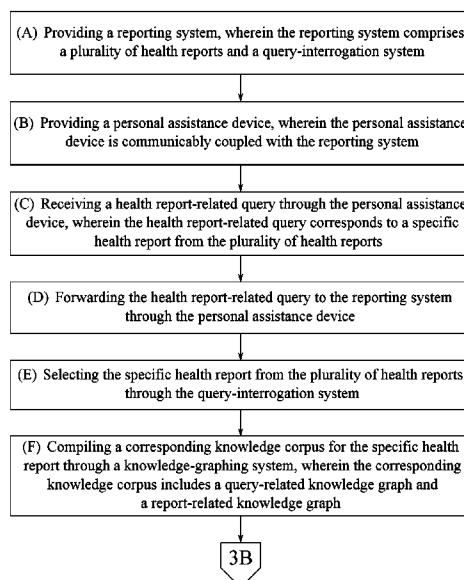 (A) Providing a reporting system, wherein the reporting system comprises
a plurality of health reports and a query-interrogation system
(B) Providing a personal assistance device, wherein the personal assistance
device is communicably coupled with the reporting system
(C) Receiving a health report-related query through the personal assistance
device, wherein the health report-related query corresponds to a specific
health report from the plurality of health reports
(D) Forwarding the health report-related query to the reporting system
through the personal assistance device
(E) Selecting the specific health report from the plurality of health reports
through the query-interrogation system
(F) Compiling a corresponding knowledge corpus for the specific health
report through a knowledge-graphing system, wherein the corresponding
knowledge corpus includes a query-related knowledge graph and
a report-related knowledge graph
3B